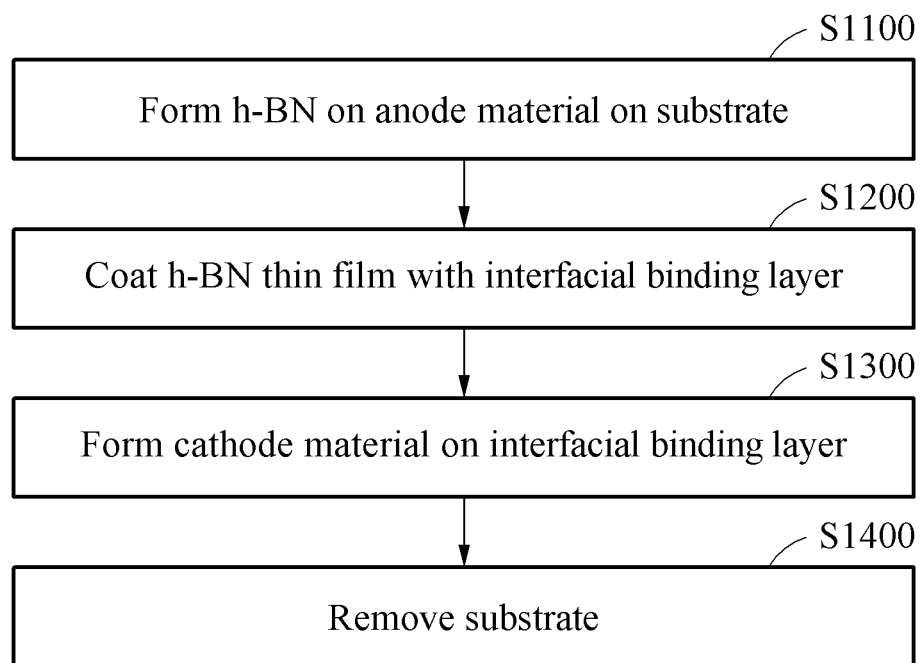 S1100
Form h-BN on anode material on substrate
S1200
Coat h-BN thin film with interfacial binding layer
S1300
Form cathode material on interfacial binding layer
S1400
Remove substrate